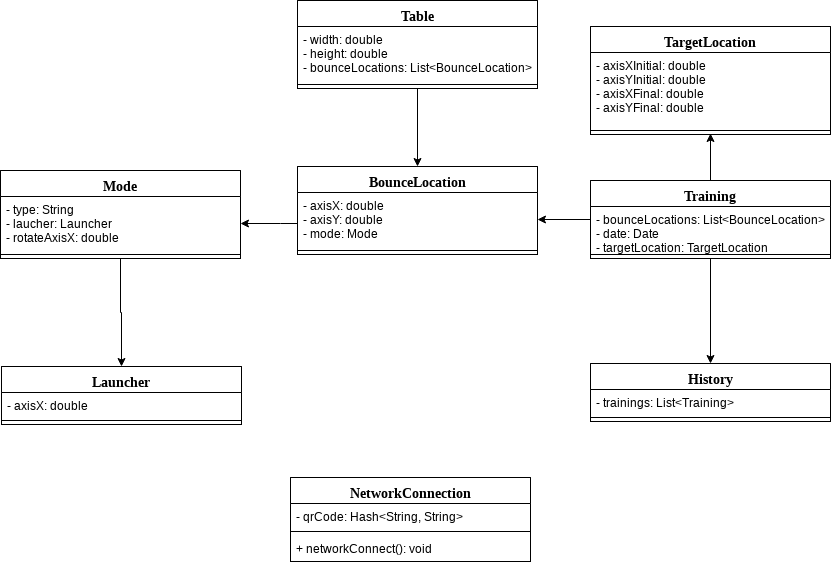 Table
- width: double
- height: double
- bounceLocations: List<BounceLocation>
TargetLocation
- axisXInitial: double
- axisYInitial: double
- axisXFinal: double
- axisYFinal: double
Mode
- type: String
- laucher: Launcher
- rotateAxisX: double
BounceLocation
- axisX: double
- axisY: double
- mode: Mode
Training
- bounceLocations: List<BounceLocation>
- date: Date
- targetLocation: TargetLocation
Launcher
- axisX: double
History
- trainings: List<Training>
NetworkConnection
- qrCode: Hash<String, String>
+ networkConnect(): void